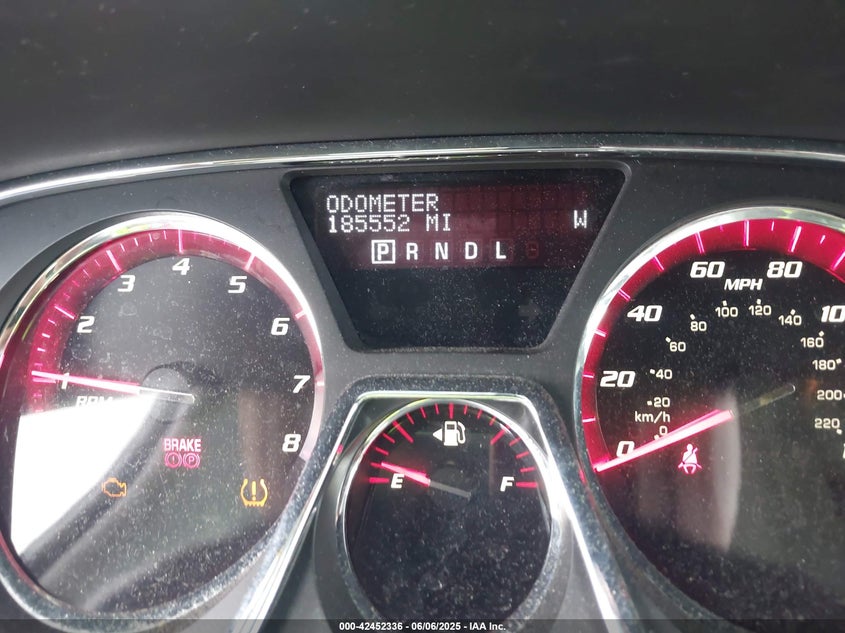 ODOMETER
185552 MI W
P R N D L
1 2 3 4 5 6 7 8
RPM
BRAKE
P
E F
0 20 40 60 80
MPH
0 20 40 60 80 100 120 140 160 180 200 220
km/h
000-42452336 - 06/06/2025 - IAA Inc.